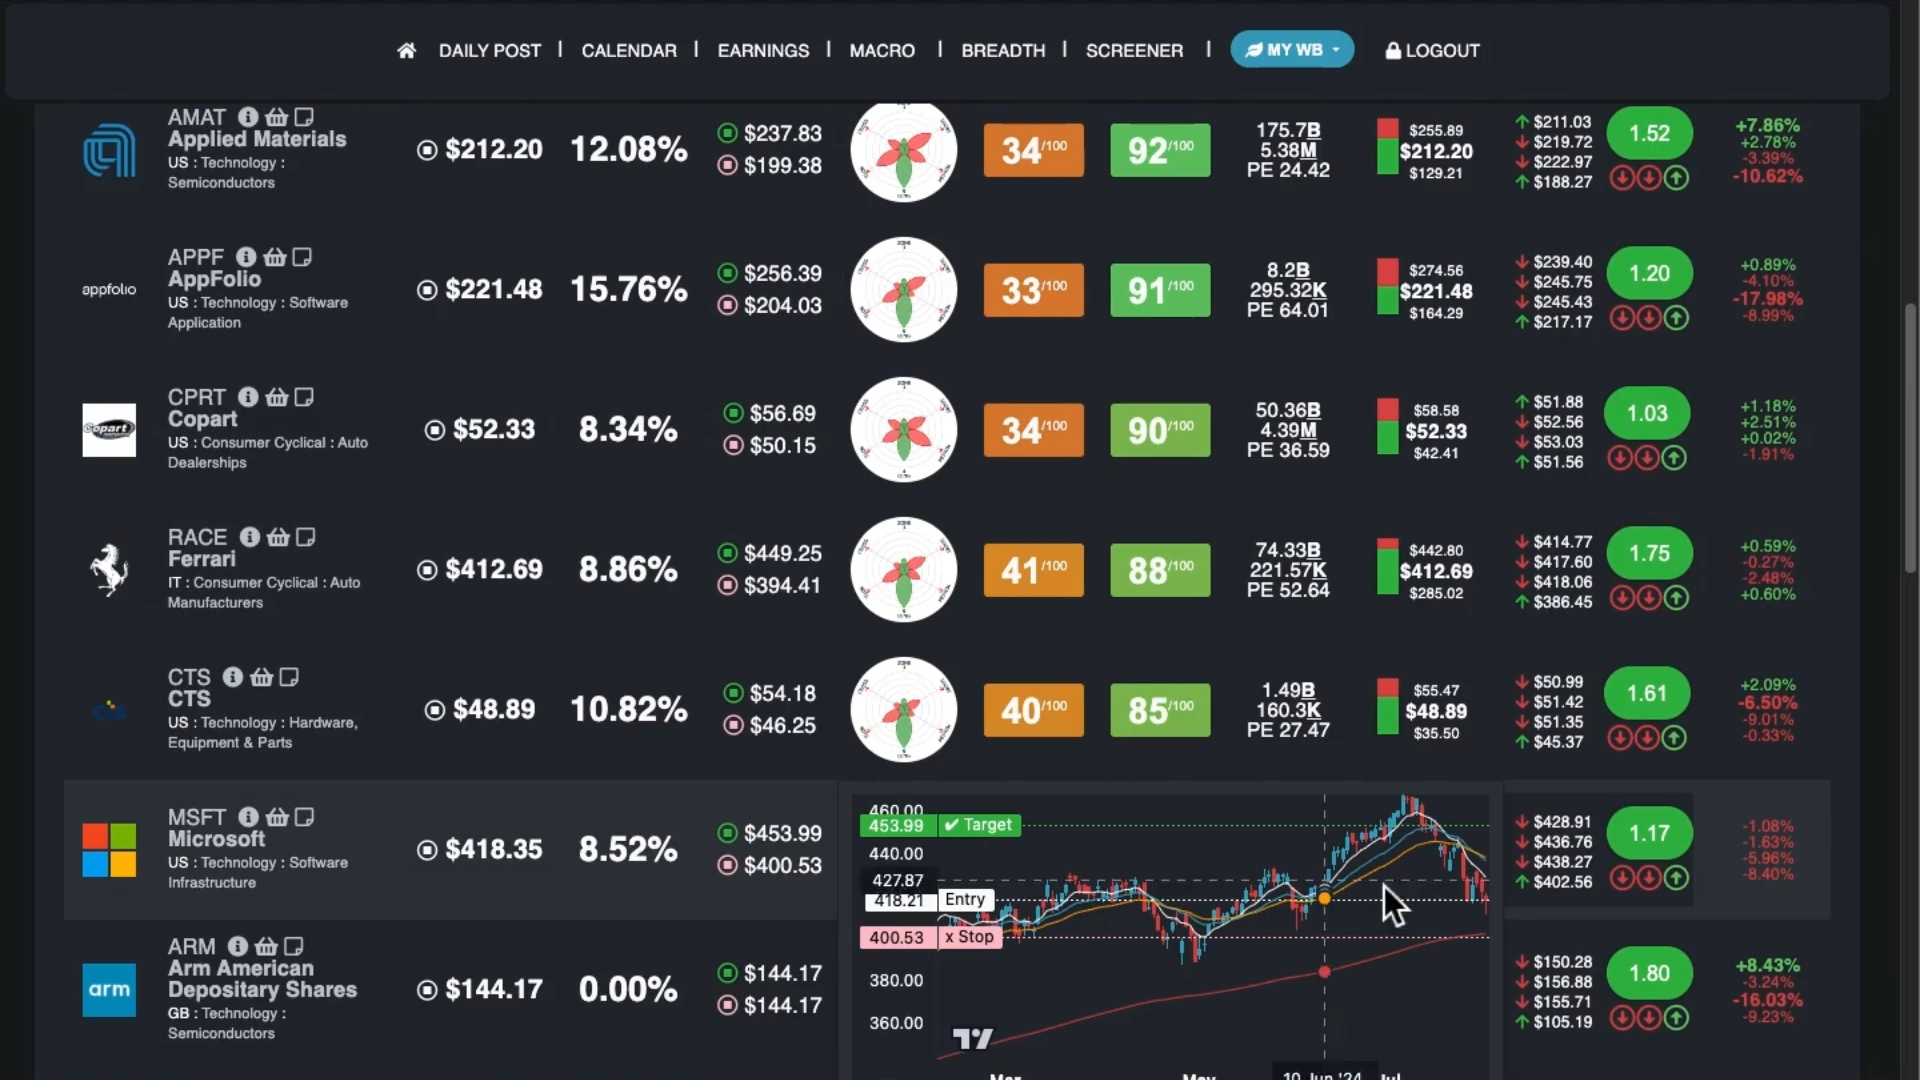 DAILY POST | CALENDAR | EARNINGS | MACRO | BREADTH | SCREENER | MY WB LOGOUT
AMAT
Applied Materials
US : Technology :
Semiconductors
$212.20
12.08%
$237.83
$199.38
34/100
92/100
175.7B
5.38M
PE 24.42
$255.89
$212.20
$129.21
$211.03
$219.72
$222.97
$188.27
1.52
+7.86%
+2.78%
-3.39%
-10.62%
appfolio
APPF
AppFolio
US : Technology : Software
Application
$221.48
15.76%
$256.39
$204.03
33/100
91/100
8.2B
295.32K
PE 64.01
$274.56
$221.48
$164.29
$239.40
$245.75
$245.43
$217.17
1.20
+0.89%
-4.10%
-17.98%
-8.99%
Copart
CPRT
Copart
US : Consumer Cyclical : Auto
Dealerships
$52.33
8.34%
$56.69
$50.15
34/100
90/100
50.36B
4.39M
PE 36.59
$58.58
$52.33
$42.41
$51.88
$52.56
$53.03
$51.56
1.03
+1.18%
+2.51%
+0.02%
-1.91%
RACE
Ferrari
IT : Consumer Cyclical : Auto
Manufacturers
$412.69
8.86%
$449.25
$394.41
41/100
88/100
74.33B
221.57K
PE 52.64
$442.80
$412.69
$285.02
$414.77
$417.60
$418.06
$386.45
1.75
+0.59%
-0.27%
-2.48%
+0.60%
CTS
CTS
US : Technology : Hardware,
Equipment & Parts
$48.89
10.82%
$54.18
$46.25
40/100
85/100
1.49B
160.3K
PE 27.47
$55.47
$48.89
$35.50
$50.99
$51.42
$51.35
$45.37
1.61
+2.09%
-6.50%
-9.01%
-0.33%
MSFT
Microsoft
US : Technology : Software
Infrastructure
$418.35
8.52%
$453.99
$400.53
460.00
453.99 ✔ Target
440.00
427.87
418.21 Entry
400.53 x Stop
380.00
360.00
Mar May 10 Jun '24 Jul
$428.91
$436.76
$438.27
$402.56
1.17
-1.08%
-1.63%
-5.96%
-8.40%
arm
ARM
Arm American
Depositary Shares
GB : Technology :
Semiconductors
$144.17
0.00%
$144.17
$144.17
$150.28
$156.88
$155.71
$105.19
1.80
+8.43%
-3.24%
-16.03%
-9.23%